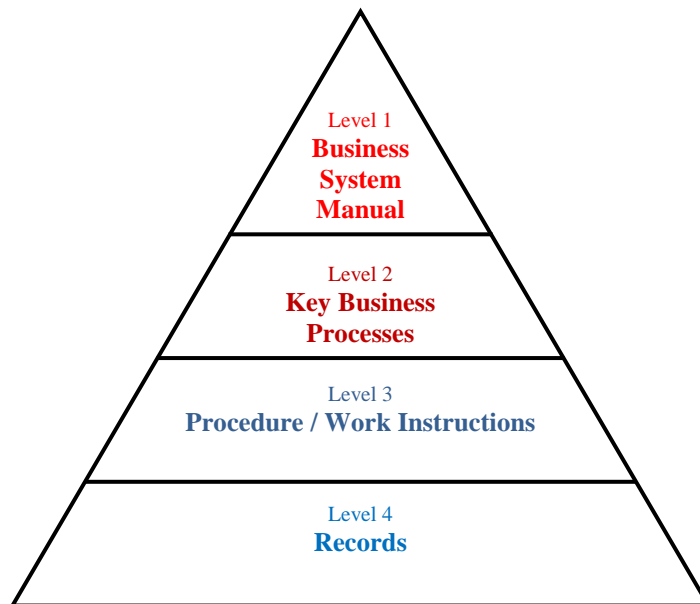 Level 1
Business
System
Manual
Level 2
Key Business
Processes
Level 3
Procedure / Work Instructions
Level 4
Records